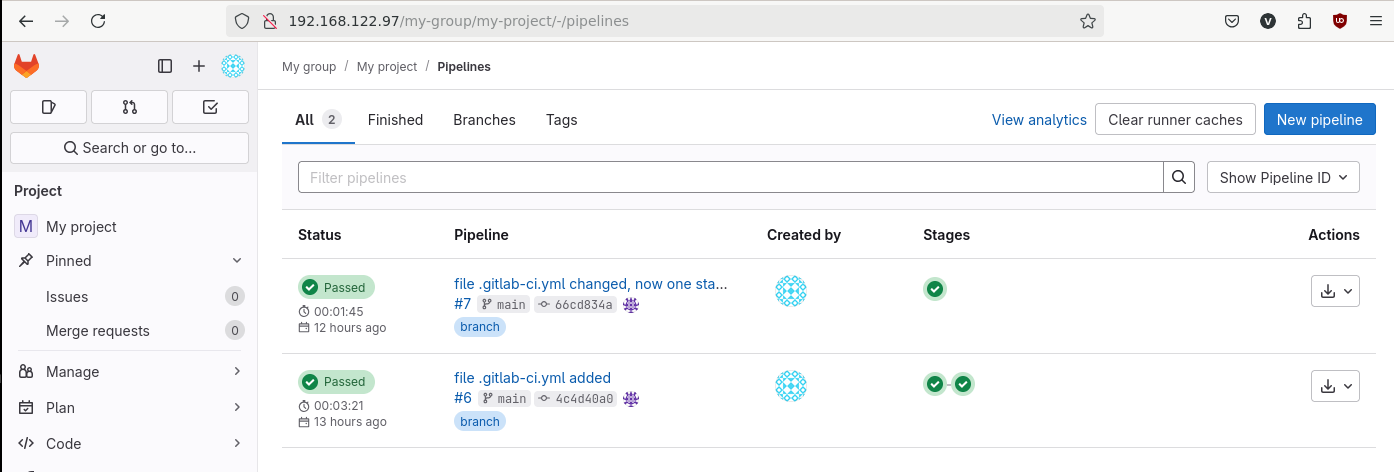 192.168.122.97/my-group/my-project/-/pipelines
V
UD
My group / My project / Pipelines
All 2 Finished Branches Tags
View analytics Clear runner caches New pipeline
Search or go to...
Filter pipelines
Show Pipeline ID
Project
M My project
Pinned
Issues 0
Merge requests 0
Manage
Plan
Code
Status Pipeline Created by Stages Actions
Passed
00:01:45
12 hours ago
file .gitlab-ci.yml changed, now one sta...
#7 main 66cd834a
branch
Passed
00:03:21
13 hours ago
file .gitlab-ci.yml added
#6 main 4c4d40a0
branch